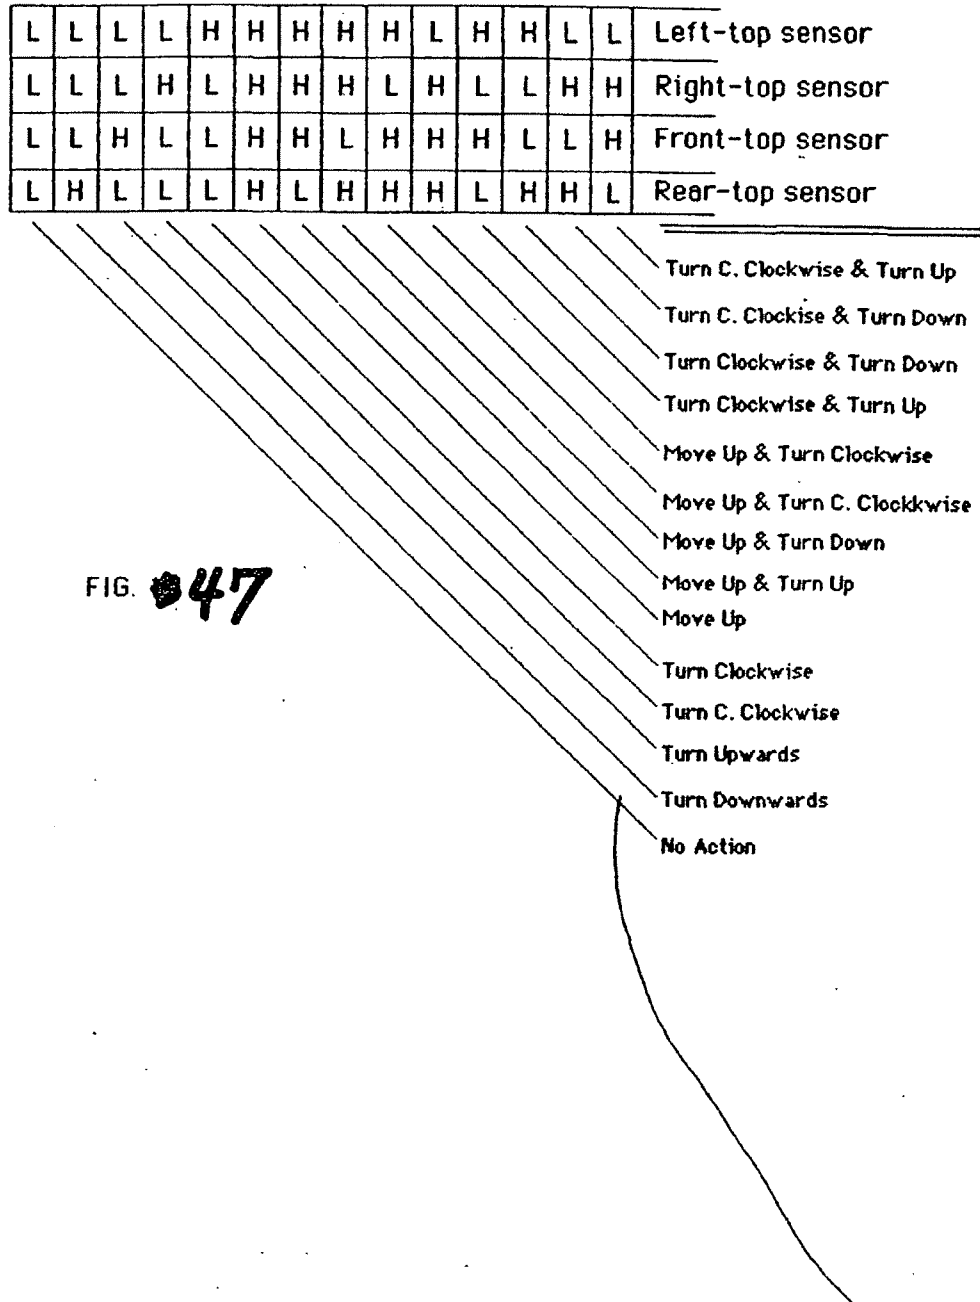 L L L L H H H H H L H H L L Left-top sensor
L L L H L H H H L H L L H H Right-top sensor
L L H L L H H L H H H L L H Front-top sensor
L H L L L H L H H H L H H L Rear-top sensor
Turn C. Clockwise & Turn Up
Turn C. Clockise & Turn Down
Turn Clockwise & Turn Down
Turn Clockwise & Turn Up
Move Up & Turn Clockwise
Move Up & Turn C. Clockkwise
Move Up & Turn Down
Move Up & Turn Up
Move Up
Turn Clockwise
Turn C. Clockwise
Turn Upwards
Turn Downwards
No Action
FIG. 47